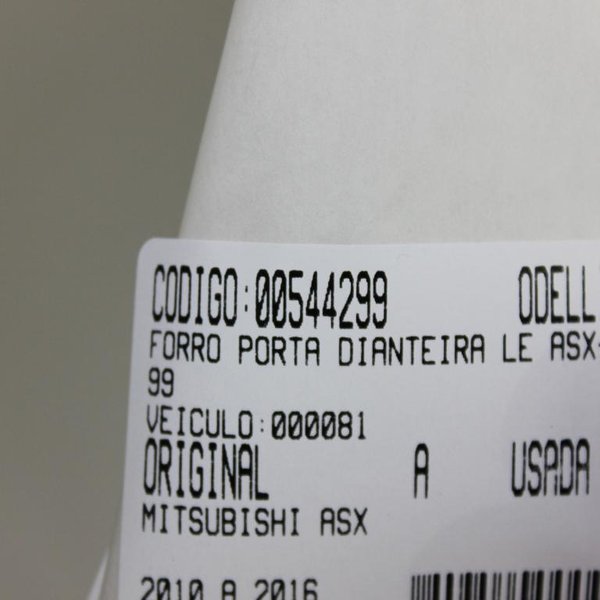 CODIGO:00544299 ODELL
FORRO PORTA DIANTEIRA LE ASX-
99
VEICULO:000081
ORIGINAL A USADA
MITSUBISHI ASX
2010 A 2016